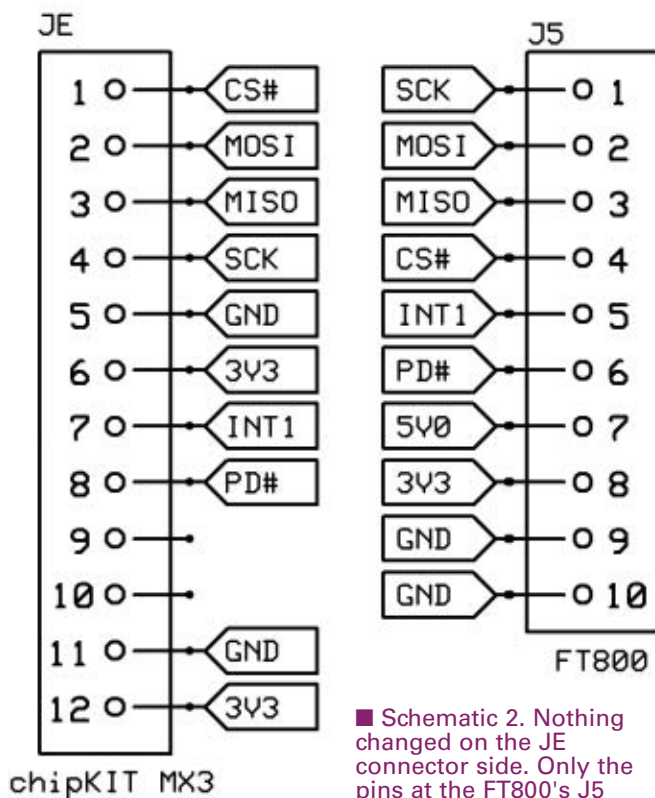 JE
1 CS#
2 MOSI
3 MISO
4 SCK
5 GND
6 3V3
7 INT1
8 PD#
9
10
11 GND
12 3V3
chipKIT MX3
J5
SCK 1
MOSI 2
MISO 3
CS# 4
INT1 5
PD# 6
5V0 7
3V3 8
GND 9
GND 10
FT800
■ Schematic 2. Nothing
changed on the JE
connector side. Only the
pins at the FT800's J5